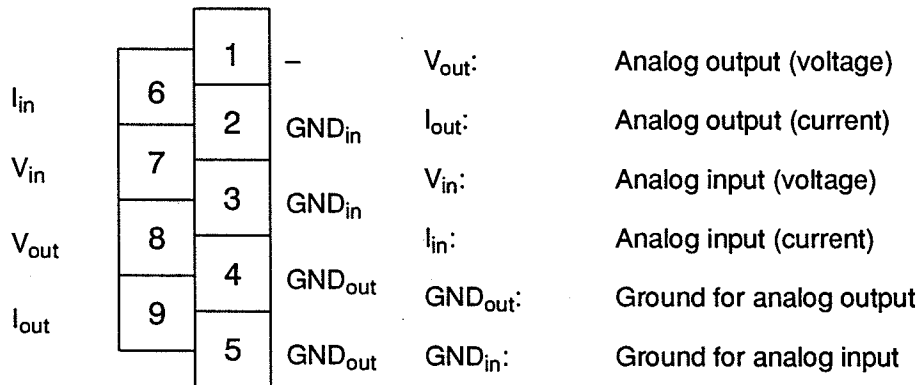 1 – V_out: Analog output (voltage)
I_in 6
2 GND_in I_out: Analog output (current)
V_in 7
3 GND_in V_in: Analog input (voltage)
V_out 8
4 GND_out I_in: Analog input (current)
I_out 9
GND_out: Ground for analog output
5 GND_out GND_in: Ground for analog input